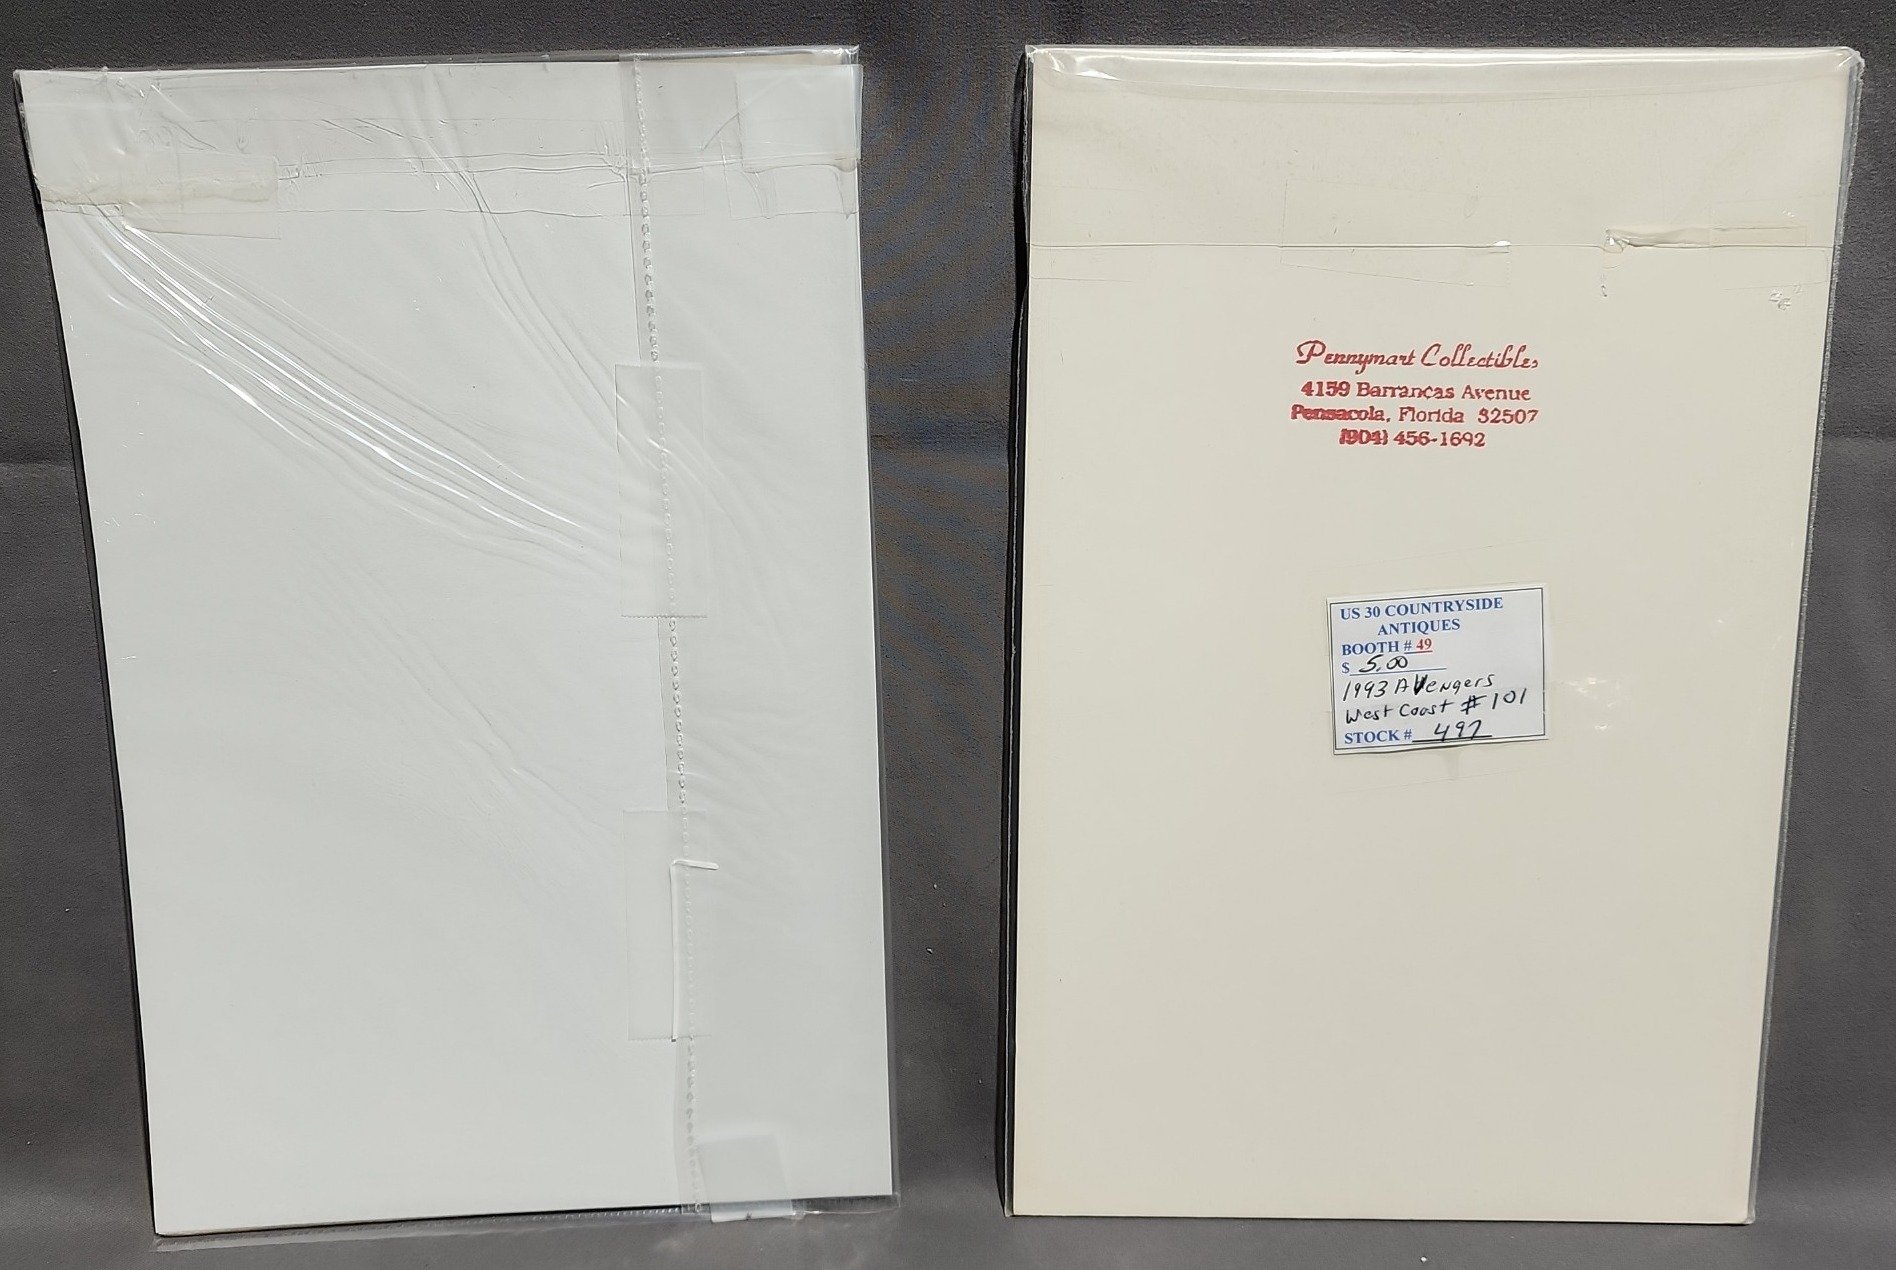 Pennymart Collectibles
4159 Barrancas Avenue
Pensacola, Florida 32507
(904) 456-1692
US 30 COUNTRYSIDE
ANTIQUES
BOOTH # 49
$ 5.00
1993 Avengers
West Coast #101
STOCK # 497